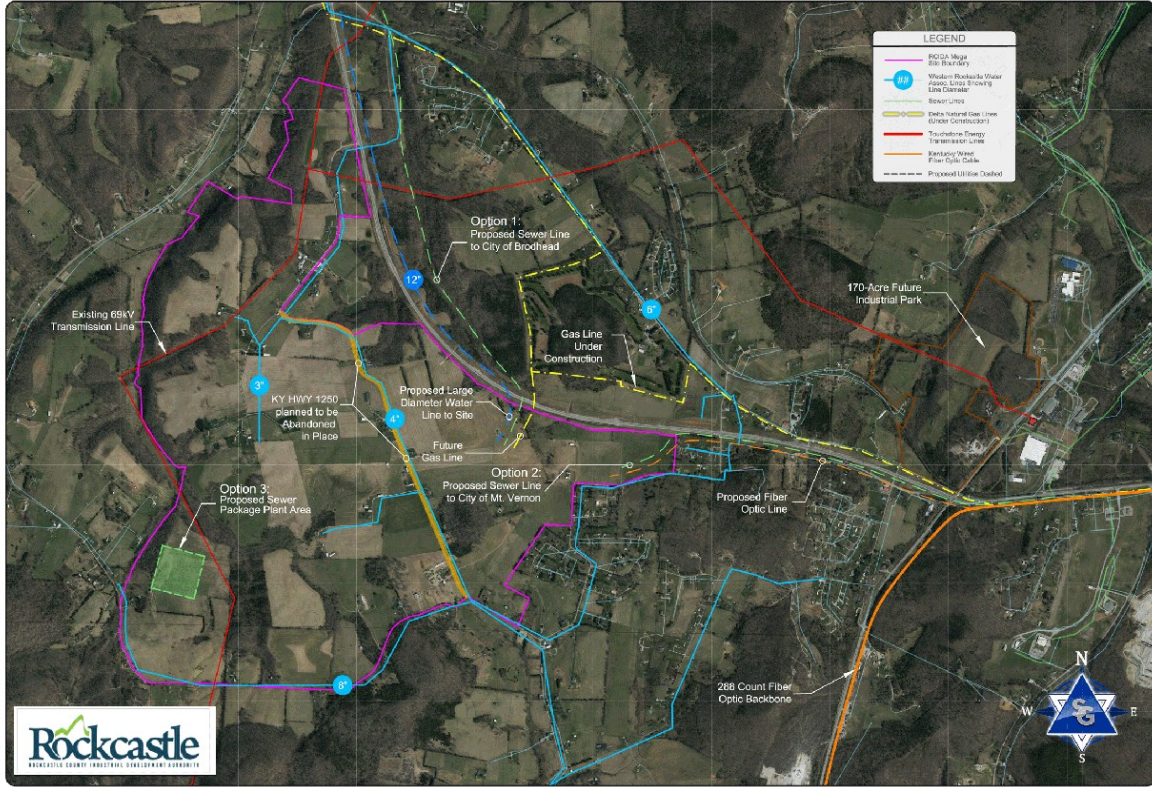 LEGEND
RCIDA Mega
Site Boundary
##
Western Rockcastle Water
Assoc. Lines Showing
Line Diameter
Sewer Lines
Delta Natural Gas Lines
(Under Construction)
Touchstone Energy
Transmission Lines
Kentucky Wired
Fiber Optic Cable
Proposed Utilities Dashed
Option 1:
Proposed Sewer Line
to City of Brodhead
12"
6"
170-Acre Future
Industrial Park
Existing 69kV
Transmission Line
Gas Line
Under
Construction
3"
KY HWY 1250
planned to be
Abandoned
in Place
4"
Proposed Large
Diameter Water
Line to Site
Future
Gas Line
Option 2:
Proposed Sewer Line
to City of Mt. Vernon
Proposed Fiber
Optic Line
Option 3:
Proposed Sewer
Package Plant Area
288 Count Fiber
Optic Backbone
N
W
SG
E
S
Rockcastle
ROCKCASTLE COUNTY INDUSTRIAL DEVELOPMENT AUTHORITY